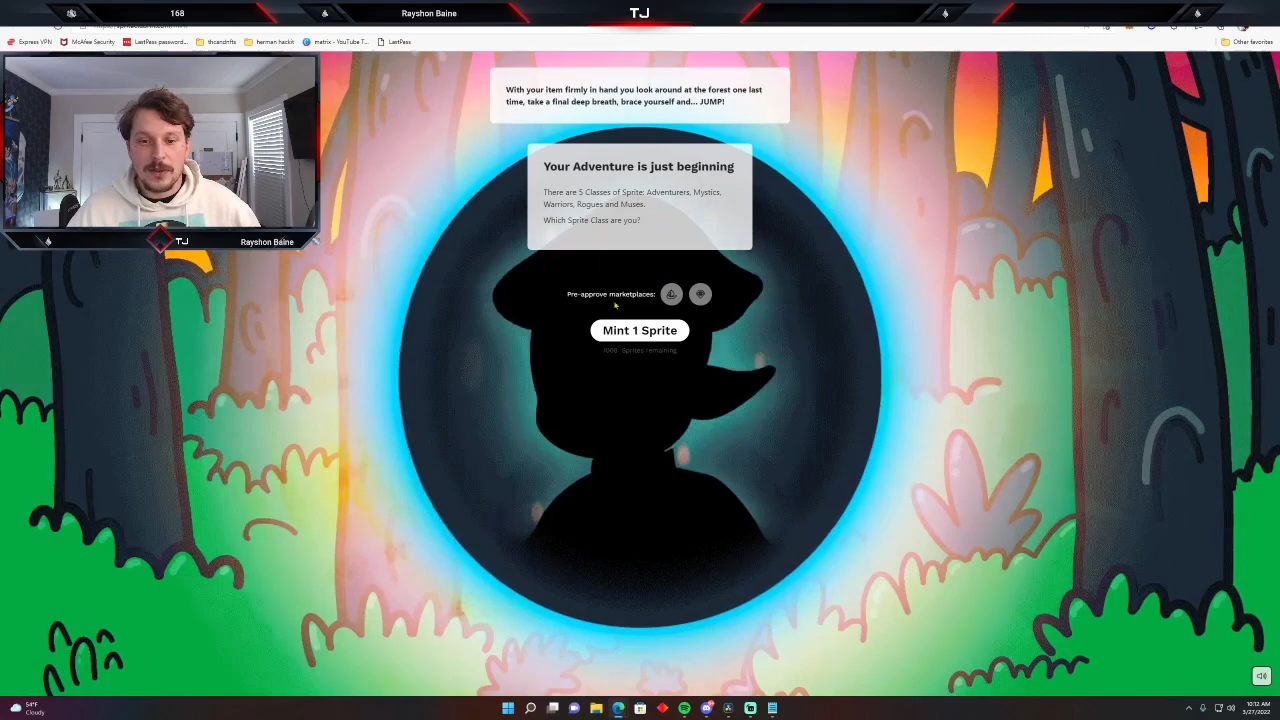 168
Rayshon Baine
TJ
Express VPN
McAfee Security
LastPass password...
thcandnfts
herman hackit
matrix - YouTube T...
LastPass
Other favorites
With your item firmly in hand you look around at the forest one last
time, take a final deep breath, brace yourself and... JUMP!
Your Adventure is just beginning
There are 5 Classes of Sprite: Adventurers, Mystics,
Warriors, Rogues and Muses.
Which Sprite Class are you?
TJ
Rayshon Baine
Pre-approve marketplaces:
Mint 1 Sprite
Sprites remaining
54°F
Cloudy
10:12 AM
3/27/2022